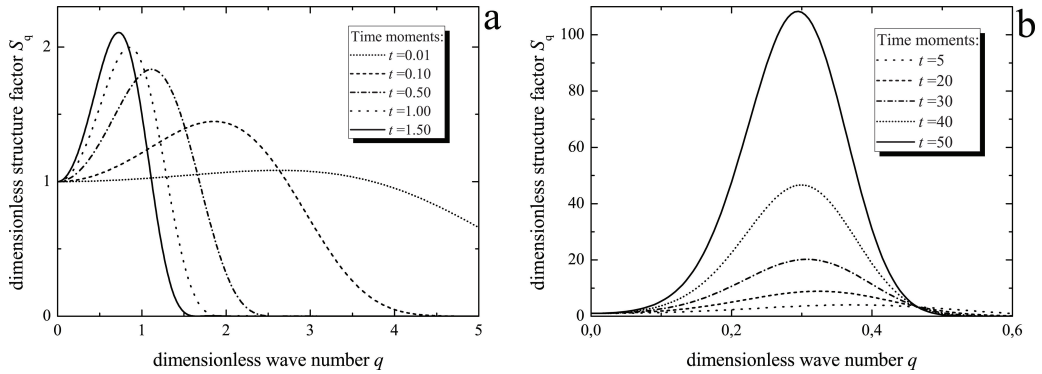 a
dimensionless structure factor S_q
2
1
0
Time moments:
t =0.01
t =0.10
t =0.50
t =1.00
t =1.50
0 1 2 3 4 5
dimensionless wave number q
b
dimensionless structure factor S_q
100
80
60
40
20
0
Time moments:
t =5
t =20
t =30
t =40
t =50
0,0 0,2 0,4 0,6
dimensionless wave number q